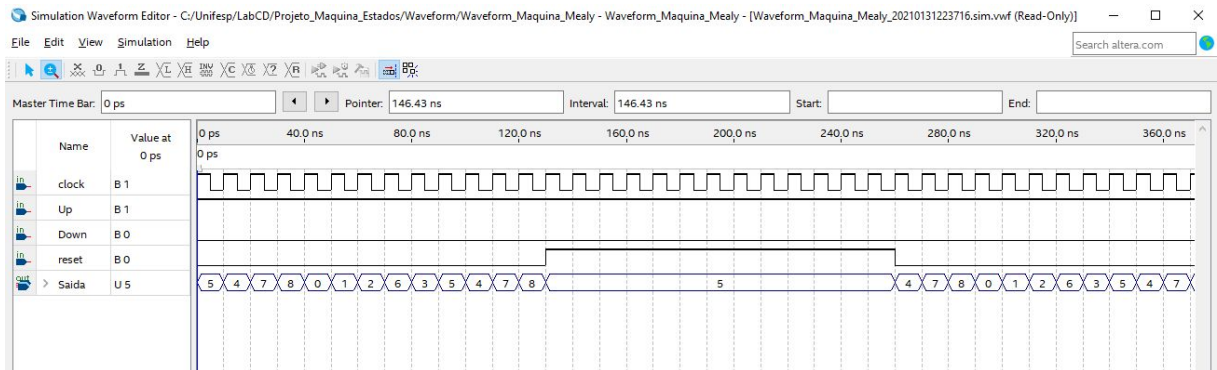 Simulation Waveform Editor - C:/Unifesp/LabCD/Projeto_Maquina_Estados/Waveform/Waveform_Maquina_Mealy - Waveform_Maquina_Mealy - [Waveform_Maquina_Mealy_20210131223716.sim.vwf (Read-Only)]
File Edit View Simulation Help
Search altera.com
Master Time Bar: 0 ps Pointer: 146.43 ns Interval: 146.43 ns Start: End:
Name Value at 0 ps 0 ps 40.0 ns 80.0 ns 120.0 ns 160.0 ns 200.0 ns 240.0 ns 280.0 ns 320.0 ns 360.0 ns
0 ps
in clock B 1
in Up B 1
in Down B 0
in reset B 0
out > Saida U 5 5 4 7 8 0 1 2 6 3 5 4 7 8 5 4 7 8 0 1 2 6 3 5 4 7